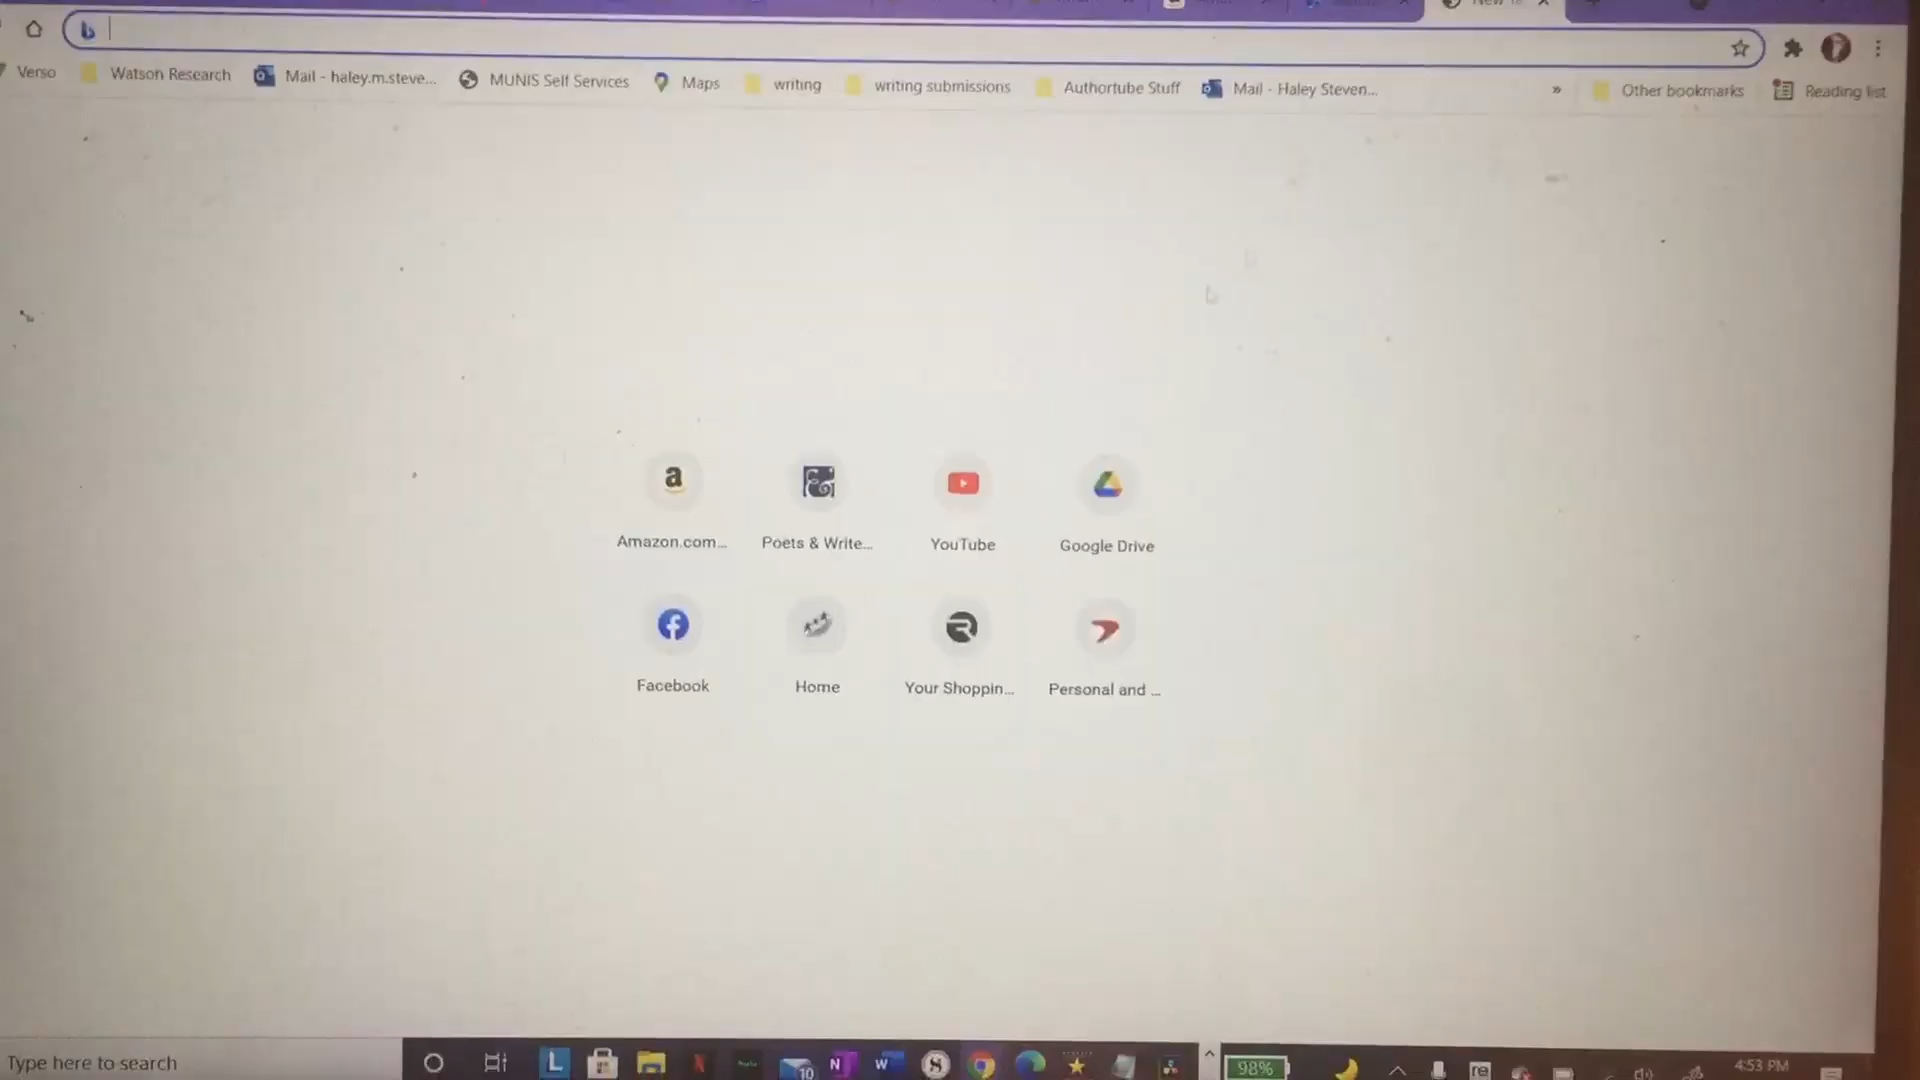 Verso Watson Research Mail - haley.m.steve... MUNIS Self Services Maps writing writing submissions Authortube Stuff Mail - Haley Steven... » Other bookmarks Reading list
Amazon.com... Poets & Write... YouTube Google Drive
Facebook Home Your Shoppin... Personal and ...
Type here to search 10 98% 4:53 PM